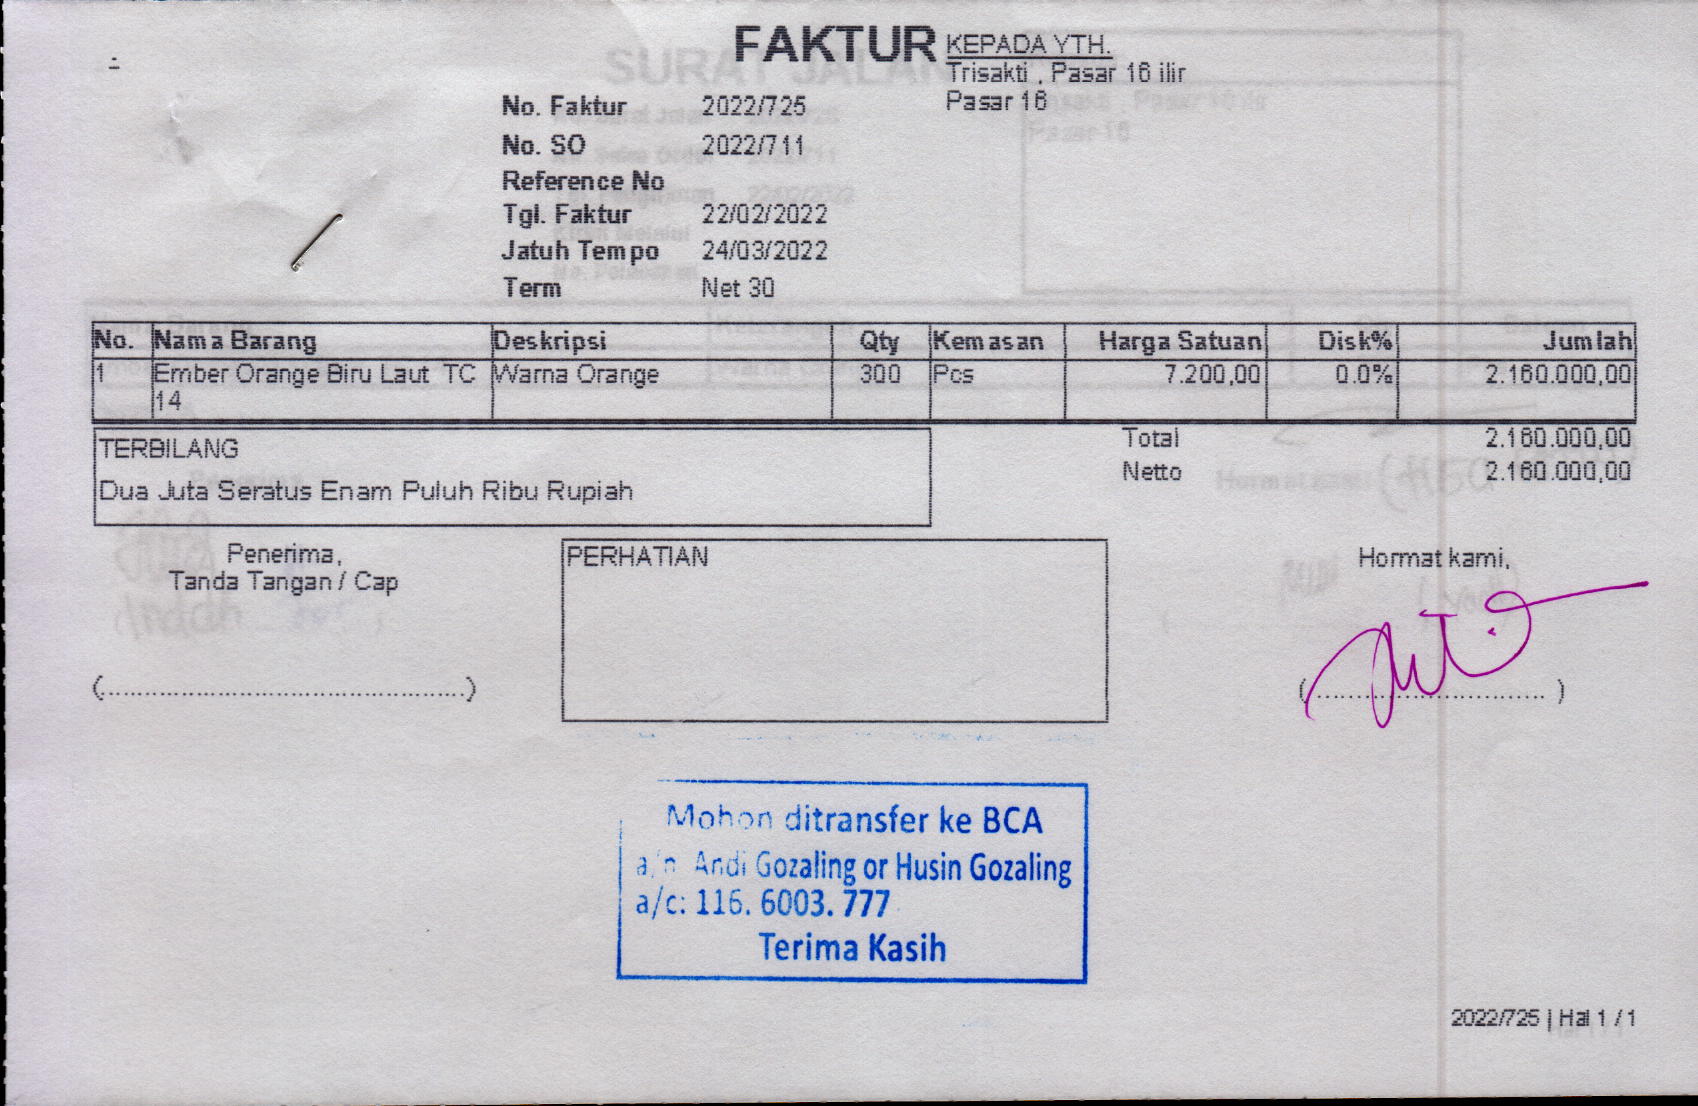 FAKTUR
KEPADA YTH.
Trisakti , Pasar 16 ilir
Pasar 16
No. Faktur 2022/725
No. SO 2022/711
Reference No
Tgl. Faktur 22/02/2022
Jatuh Tempo 24/03/2022
Term Net 30
No. Nama Barang Deskripsi Qty Kemasan Harga Satuan Disk% Jumlah
1 Ember Orange Biru Laut TC Warna Orange 300 Pcs 7.200,00 0.0% 2.160.000,00
14
TERBILANG
Dua Juta Seratus Enam Puluh Ribu Rupiah
Total 2.160.000,00
Netto 2.160.000,00
Penerima,
Tanda Tangan / Cap
PERHATIAN
Hormat kami,
Mohon ditransfer ke BCA
a/n Andi Gozaling or Husin Gozaling
a/c: 116. 6003. 777
Terima Kasih
2022/725 | Hal 1 / 1